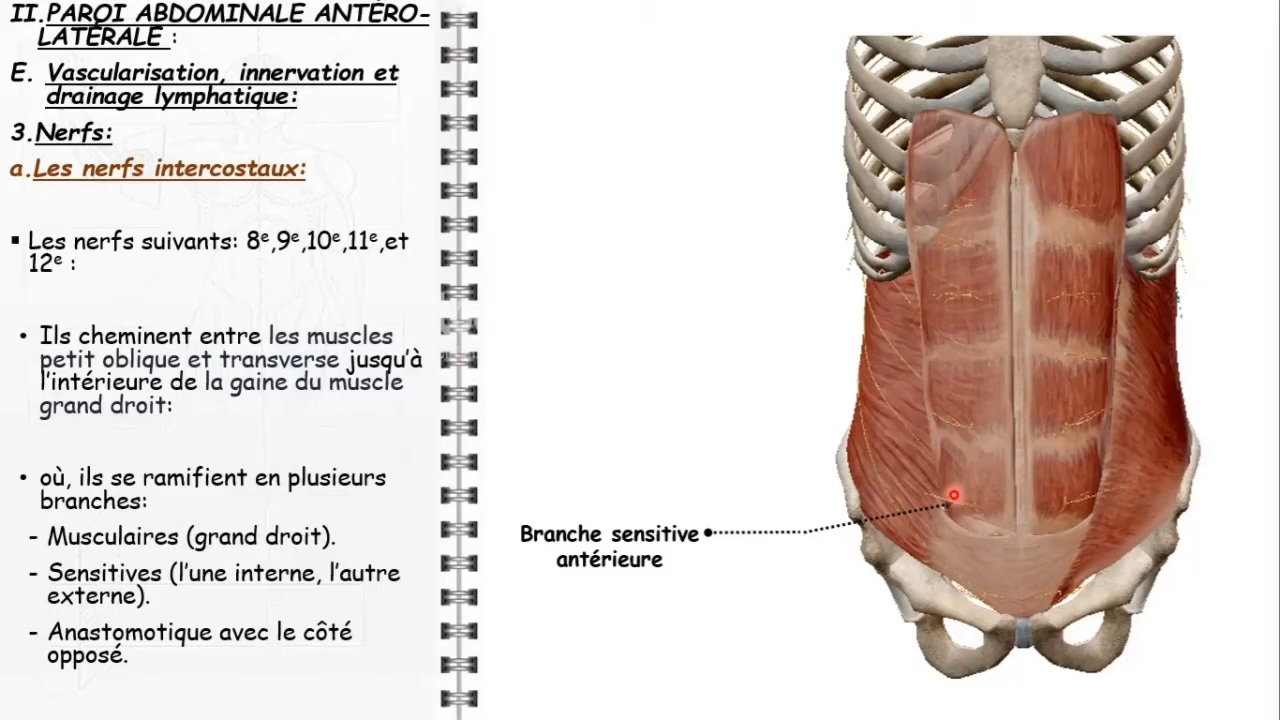 II.PAROI ABDOMINALE ANTÉRO-
LATÉRALE :
E. Vascularisation, innervation et
drainage lymphatique:
3.Nerfs:
a.Les nerfs intercostaux:
▪ Les nerfs suivants: 8ᵉ,9ᵉ,10ᵉ,11ᵉ,et
12ᵉ :
• Ils cheminent entre les muscles
petit oblique et transverse jusqu'à
l'intérieure de la gaine du muscle
grand droit:
• où, ils se ramifient en plusieurs
branches:
- Musculaires (grand droit).
- Sensitives (l'une interne, l'autre
externe).
- Anastomotique avec le côté
opposé.
Branche sensitive
antérieure